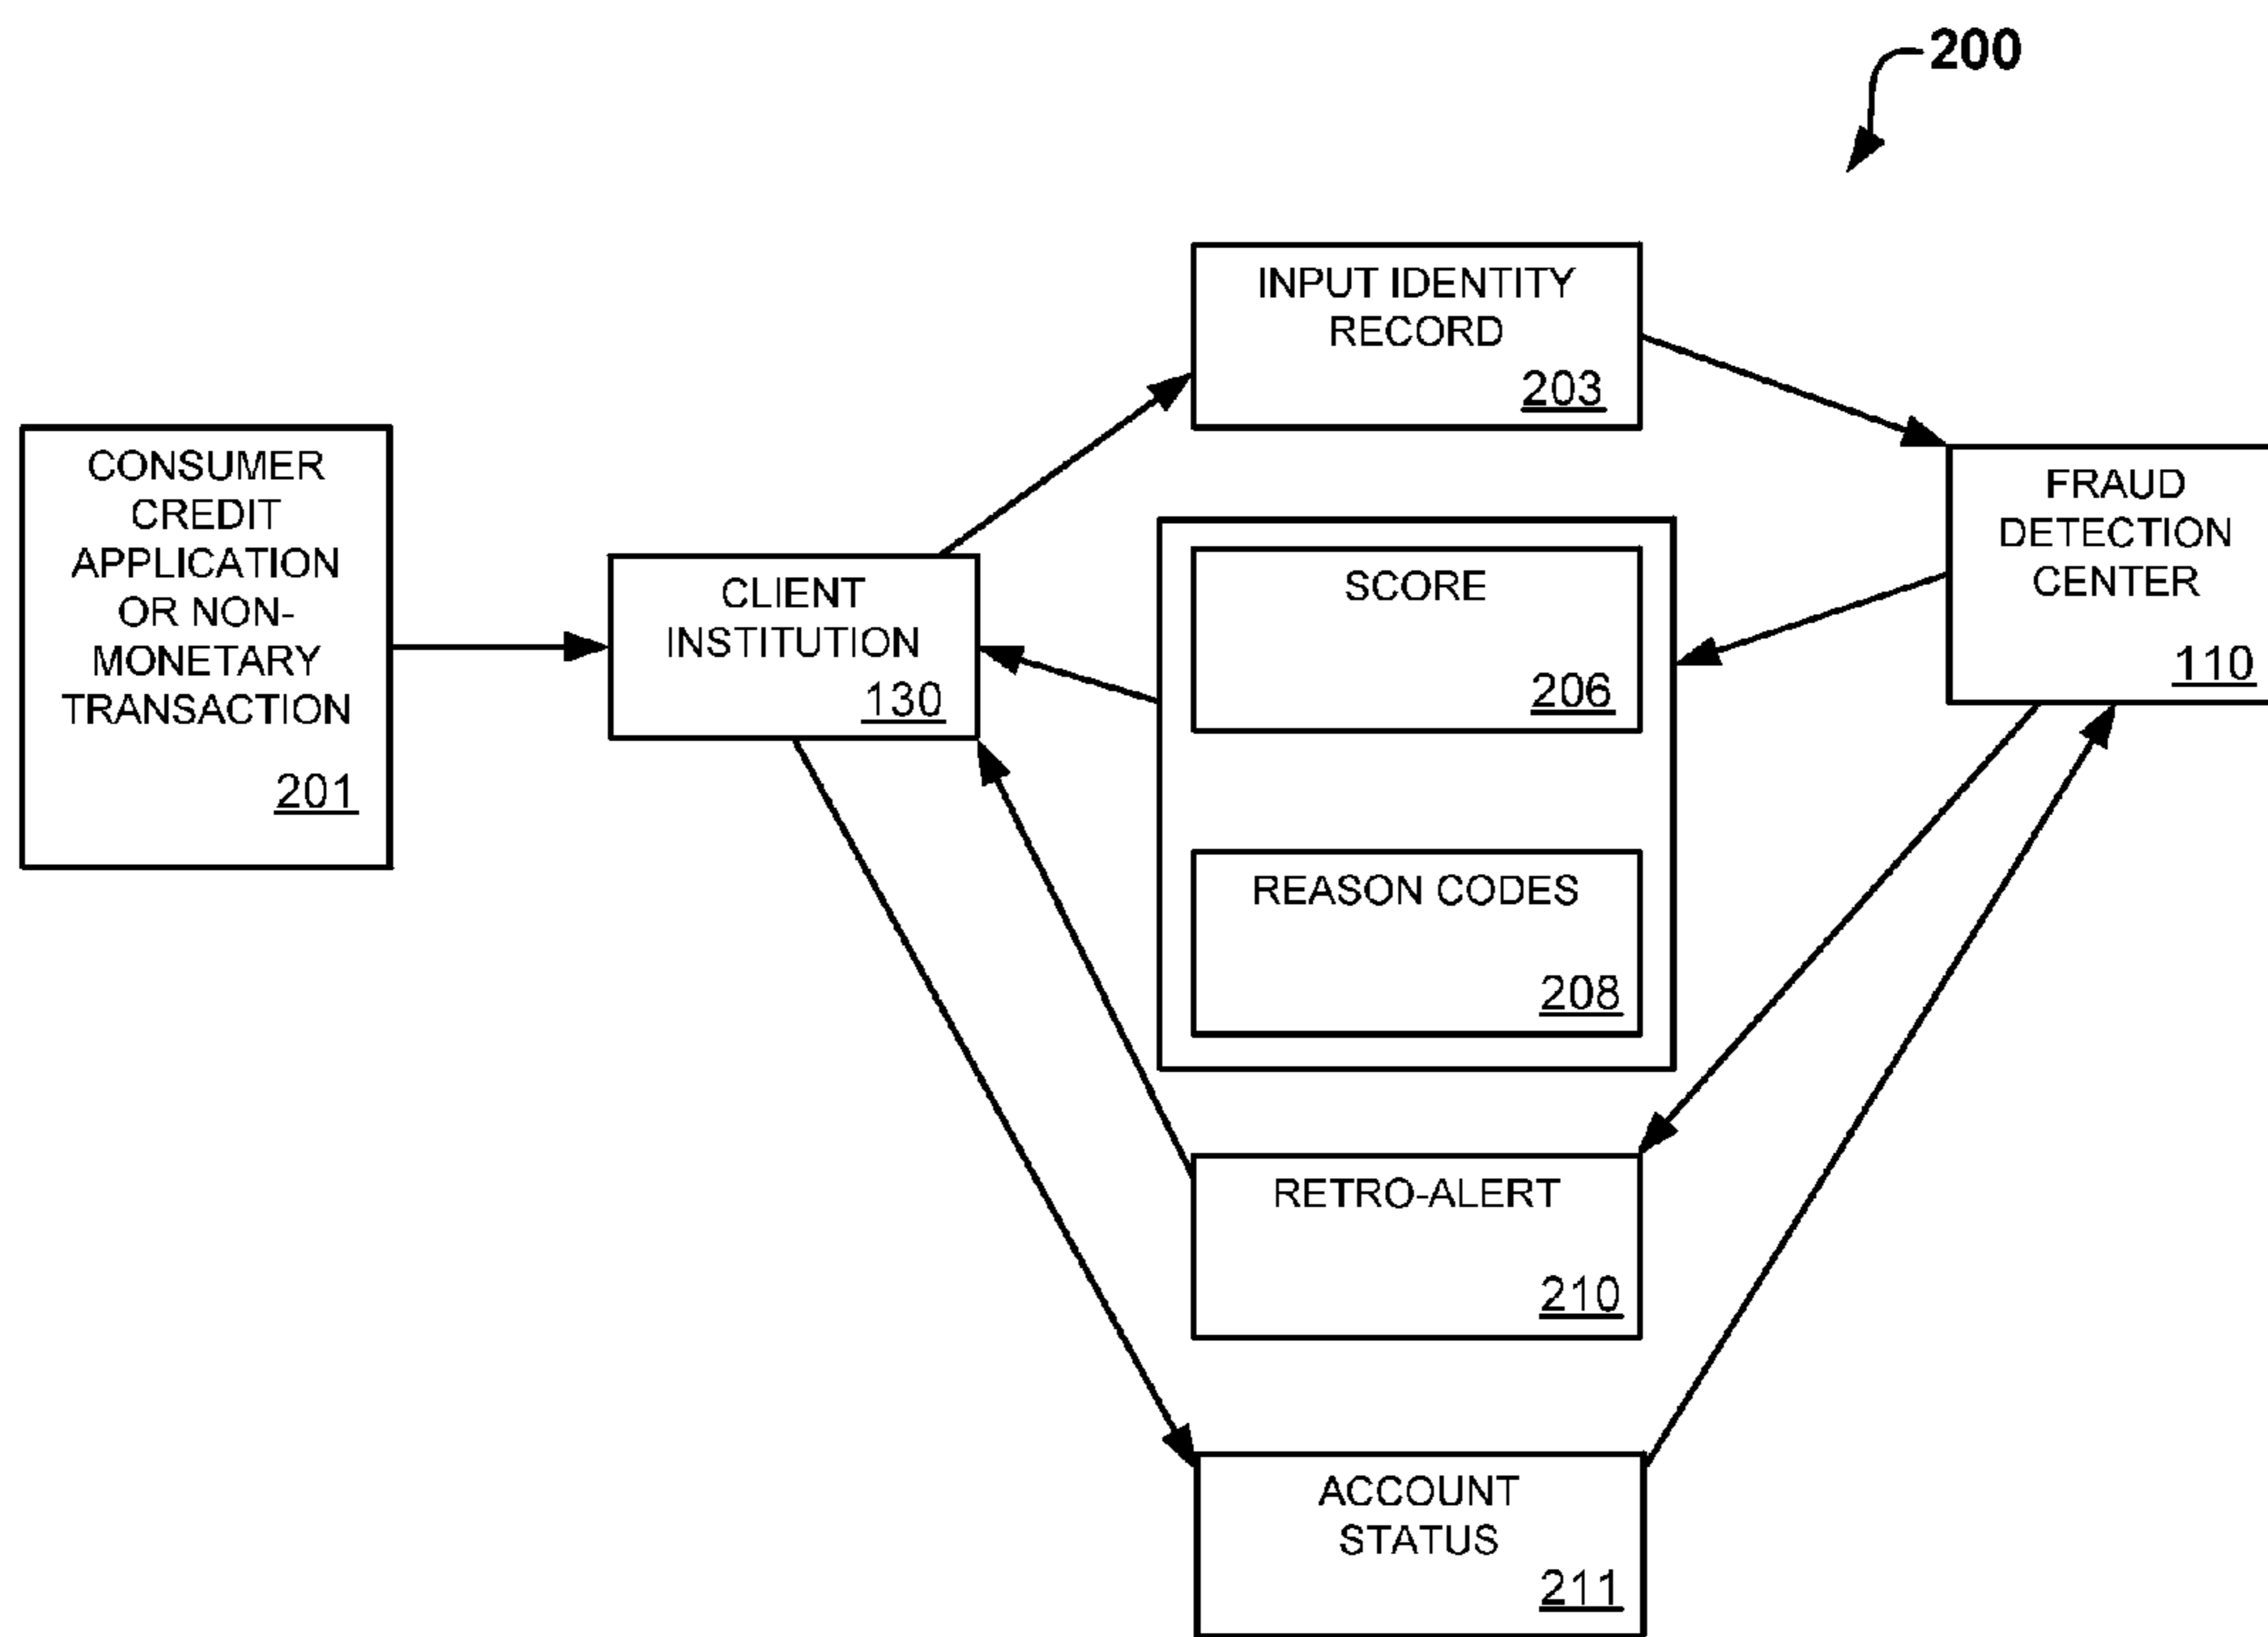 200
INPUT IDENTITY
RECORD
203
CONSUMER
CREDIT
APPLICATION
OR NON-
MONETARY
TRANSACTION
201
CLIENT
INSTITUTION
130
SCORE
206
REASON CODES
208
FRAUD
DETECTION
CENTER
110
RETRO-ALERT
210
ACCOUNT
STATUS
211